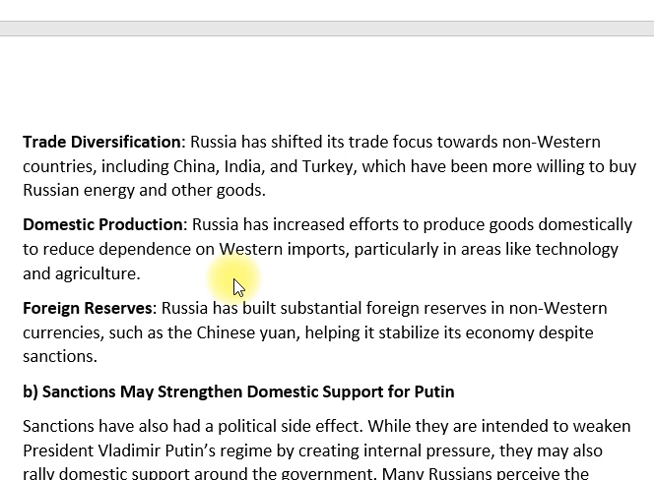 Trade Diversification: Russia has shifted its trade focus towards non-Western
countries, including China, India, and Turkey, which have been more willing to buy
Russian energy and other goods.
Domestic Production: Russia has increased efforts to produce goods domestically
to reduce dependence on Western imports, particularly in areas like technology
and agriculture.
Foreign Reserves: Russia has built substantial foreign reserves in non-Western
currencies, such as the Chinese yuan, helping it stabilize its economy despite
sanctions.
b) Sanctions May Strengthen Domestic Support for Putin
Sanctions have also had a political side effect. While they are intended to weaken
President Vladimir Putin’s regime by creating internal pressure, they may also
rally domestic support around the government. Many Russians perceive the